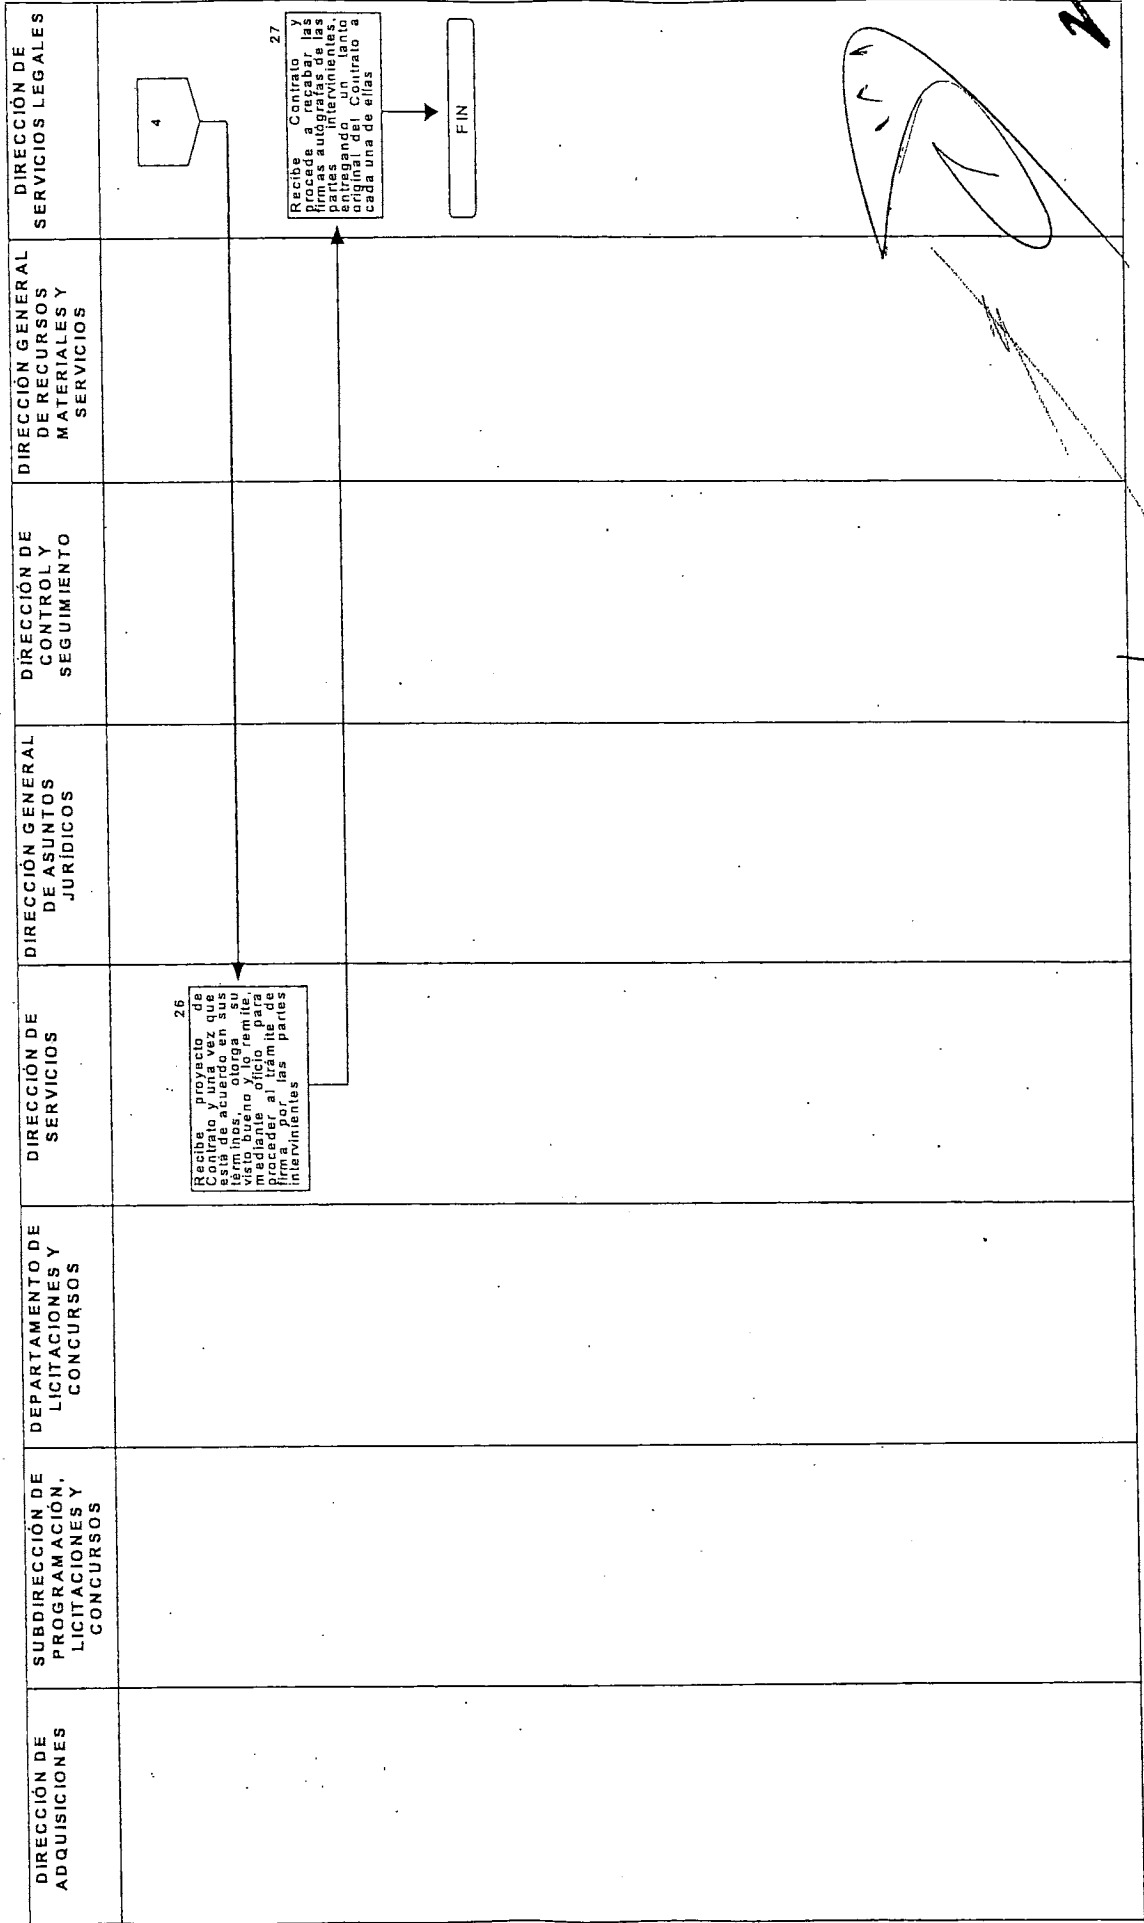 DIRECCIÓN DE
ADQUISICIONES
SUBDIRECCIÓN DE
PROGRAMACIÓN,
LICITACIONES Y
CONCURSOS
DEPARTAMENTO DE
LICITACIONES Y
CONCURSOS
DIRECCIÓN DE
SERVICIOS
DIRECCIÓN GENERAL
DE ASUNTOS
JURÍDICOS
DIRECCIÓN DE
CONTROL Y
SEGUIMIENTO
DIRECCIÓN GENERAL
DE RECURSOS
MATERIALES Y
SERVICIOS
DIRECCIÓN DE
SERVICIOS LEGALES
4
26
Recibe proyecto de
Contrato y una vez que
está de acuerdo en sus
términos, otorga su
visto bueno y lo remite,
mediante oficio para
proceder al trámite de
firma por las partes
intervinientes
27
Recibe Contrato y
procede a recabar las
firmas autógrafas de las
partes intervinientes,
entregando un tanto
original del Contrato a
cada una de ellas
FIN